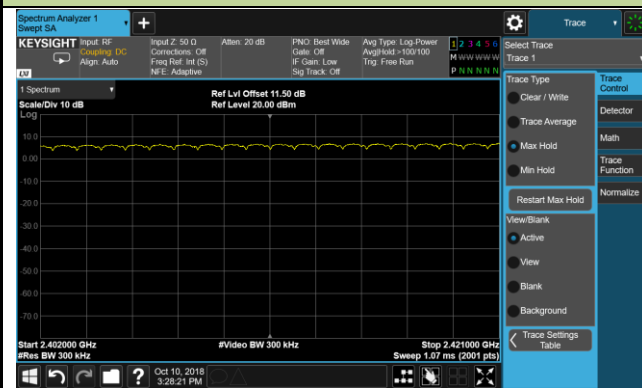 Spectrum Analyzer 1
Swept SA
+
Trace
KEYSIGHT
Input: RF
Coupling: DC
Align: Auto
Input Z: 50 Ω
Corrections: Off
Freq Ref: Int (S)
NFE: Adaptive
Atten: 20 dB
PNO: Best Wide
Gate: Off
IF Gain: Low
Sig Track: Off
Avg Type: Log-Power
Avg|Hold: >100/100
Trig: Free Run
1 2 3 4 5 6
M W W W W W
P N N N N N
LXI
Select Trace
Trace 1
1 Spectrum
Scale/Div 10 dB
Ref Lvl Offset 11.50 dB
Ref Level 20.00 dBm
Log
10.0
0.00
-10.0
-20.0
-30.0
-40.0
-50.0
-60.0
-70.0
Start 2.402000 GHz
#Res BW 300 kHz
#Video BW 300 kHz
Stop 2.421000 GHz
Sweep 1.07 ms (2001 pts)
Trace Type
Clear / Write
Trace Average
Max Hold
Min Hold
Restart Max Hold
View/Blank
Active
View
Blank
Background
Trace Settings
Table
Trace
Control
Detector
Math
Trace
Function
Normalize
?
Oct 10, 2018
3:28:21 PM